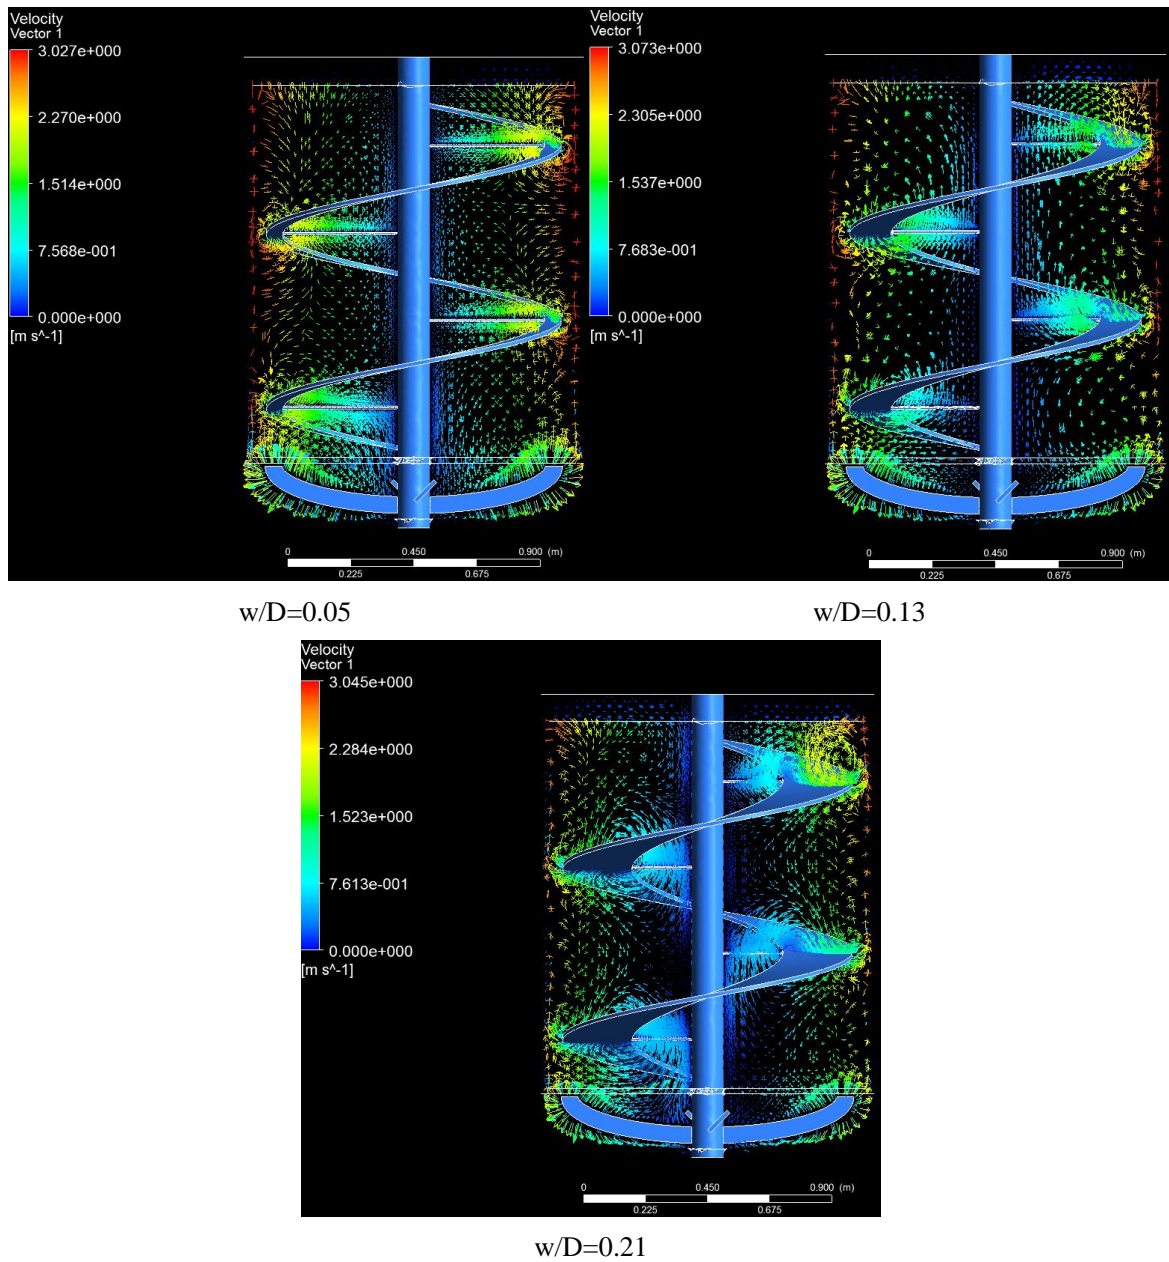 Velocity
Vector 1
3.027e+000
2.270e+000
1.514e+000
7.568e-001
0.000e+000
[m s^-1]
0 0.450 0.900 (m)
0.225 0.675
w/D=0.05
Velocity
Vector 1
3.073e+000
2.305e+000
1.537e+000
7.683e-001
0.000e+000
[m s^-1]
0 0.450 0.900 (m)
0.225 0.675
w/D=0.13
Velocity
Vector 1
3.045e+000
2.284e+000
1.523e+000
7.613e-001
0.000e+000
[m s^-1]
0 0.450 0.900 (m)
0.225 0.675
w/D=0.21